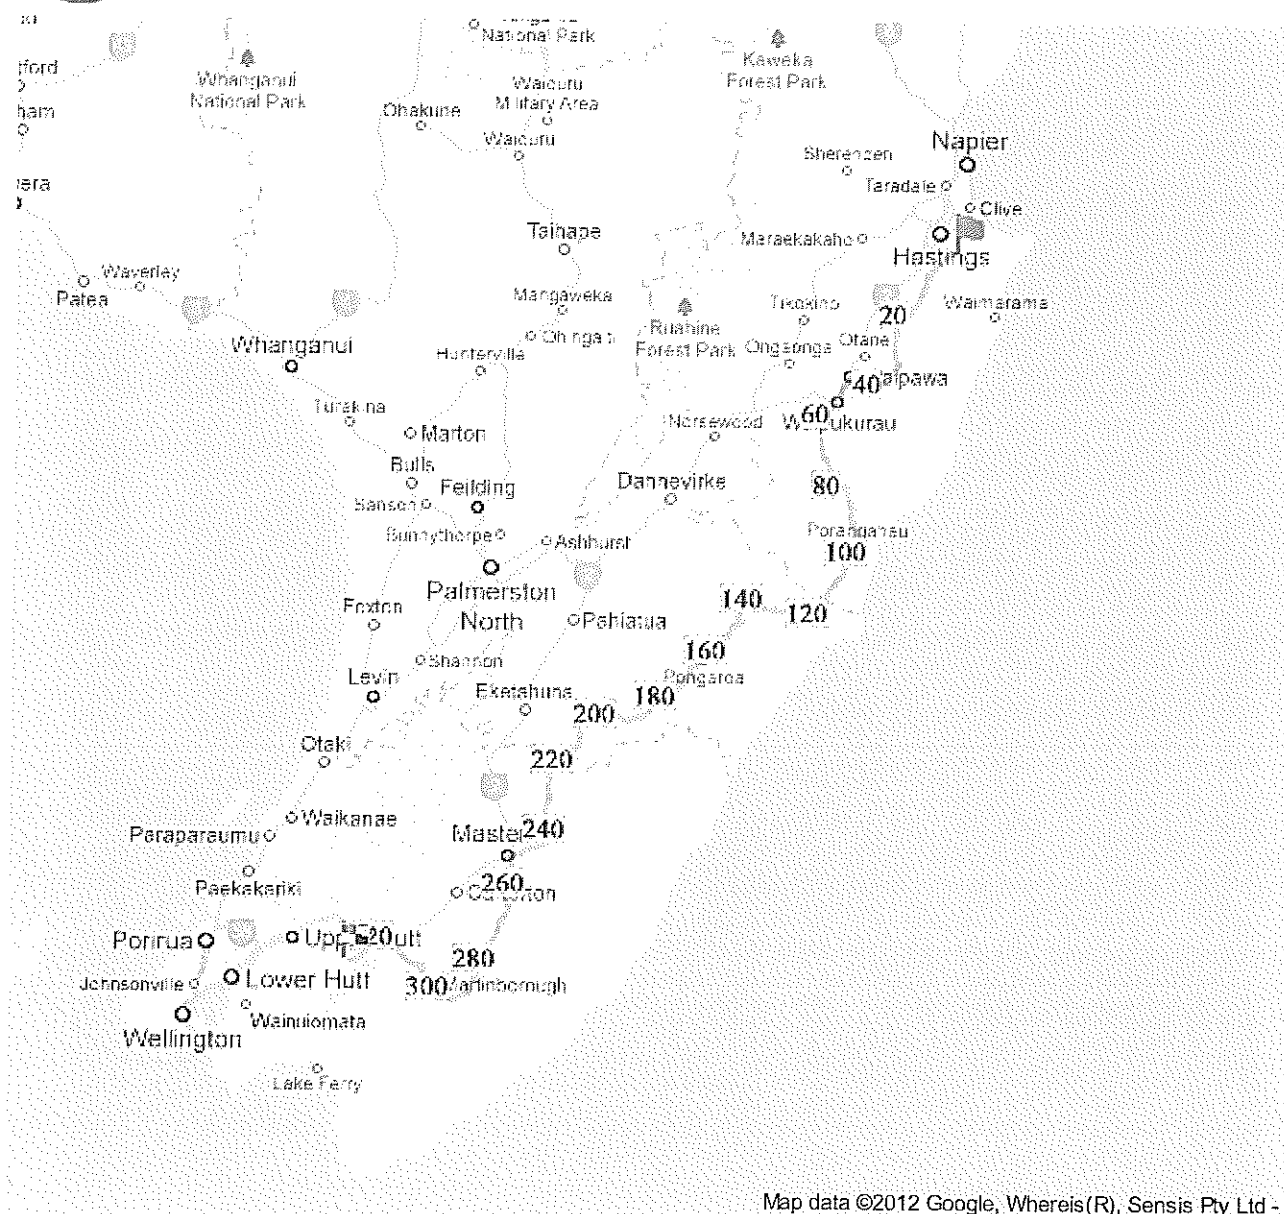 National Park
Kaweka
Forest Park
Whanganui
National Park
Waiouru
Military Area
Ohakune
Waiouru
Napier
Taradale
Clive
Taihape
Maraekakaho
Hastings
Waverley
Patea
Mangaweka
Tikokino
Waimarama
20
Ruahine
Forest Park
Ongaonga
Otane
Whanganui
Hunterville
40
Turakina
60
Marton
Norsewood
Bulls
Feilding
Dannevirke
80
Sanson
Bunnythorpe
Ashhurst
Porangahau
100
Palmerston
North
Foxton
140
120
Pahiatua
160
Shannon
Pongaroa
Levin
Eketahuna
180
200
Otaki
220
Waikanae
Paraparaumu
240
Paekakariki
260
Porirua
280
Johnsonville
Lower Hutt
300
Wainuiomata
Wellington
Lake Ferry
Map data ©2012 Google, Whereis(R), Sensis Pty Ltd -